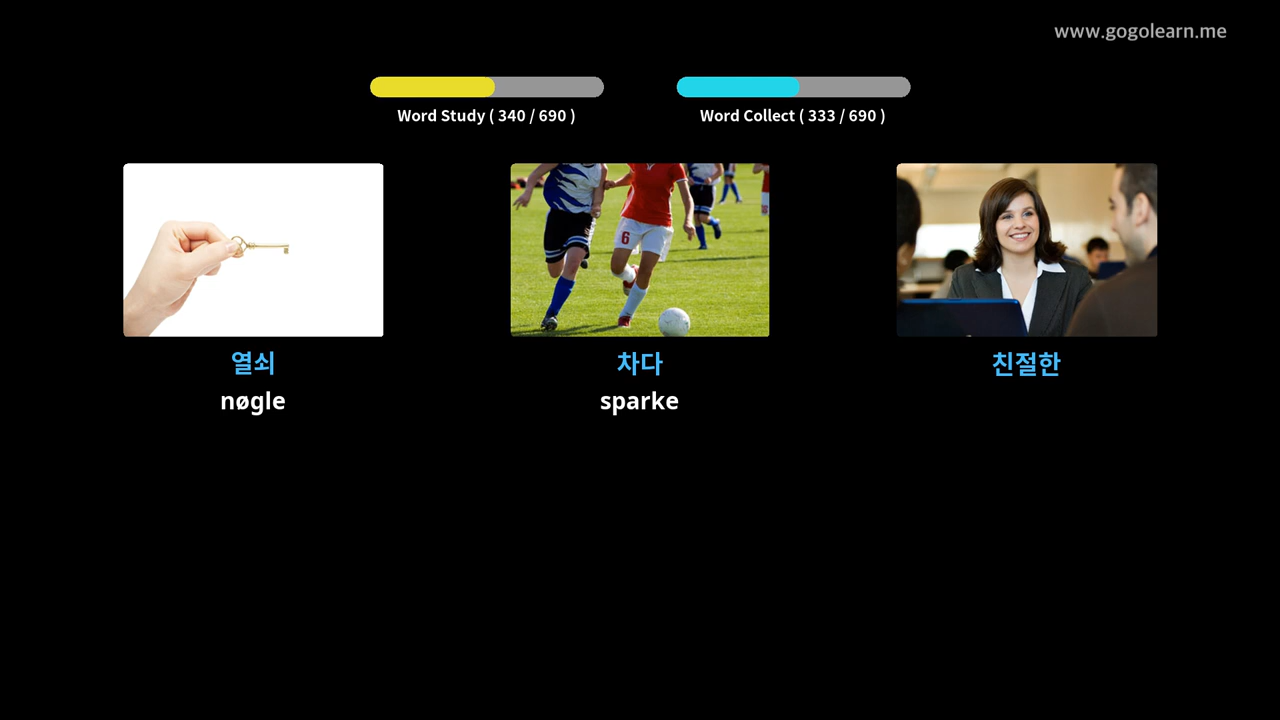 www.gogolearn.me
Word Study ( 340 / 690 )
Word Collect ( 333 / 690 )
열쇠
nøgle
차다
sparke
친절한
6